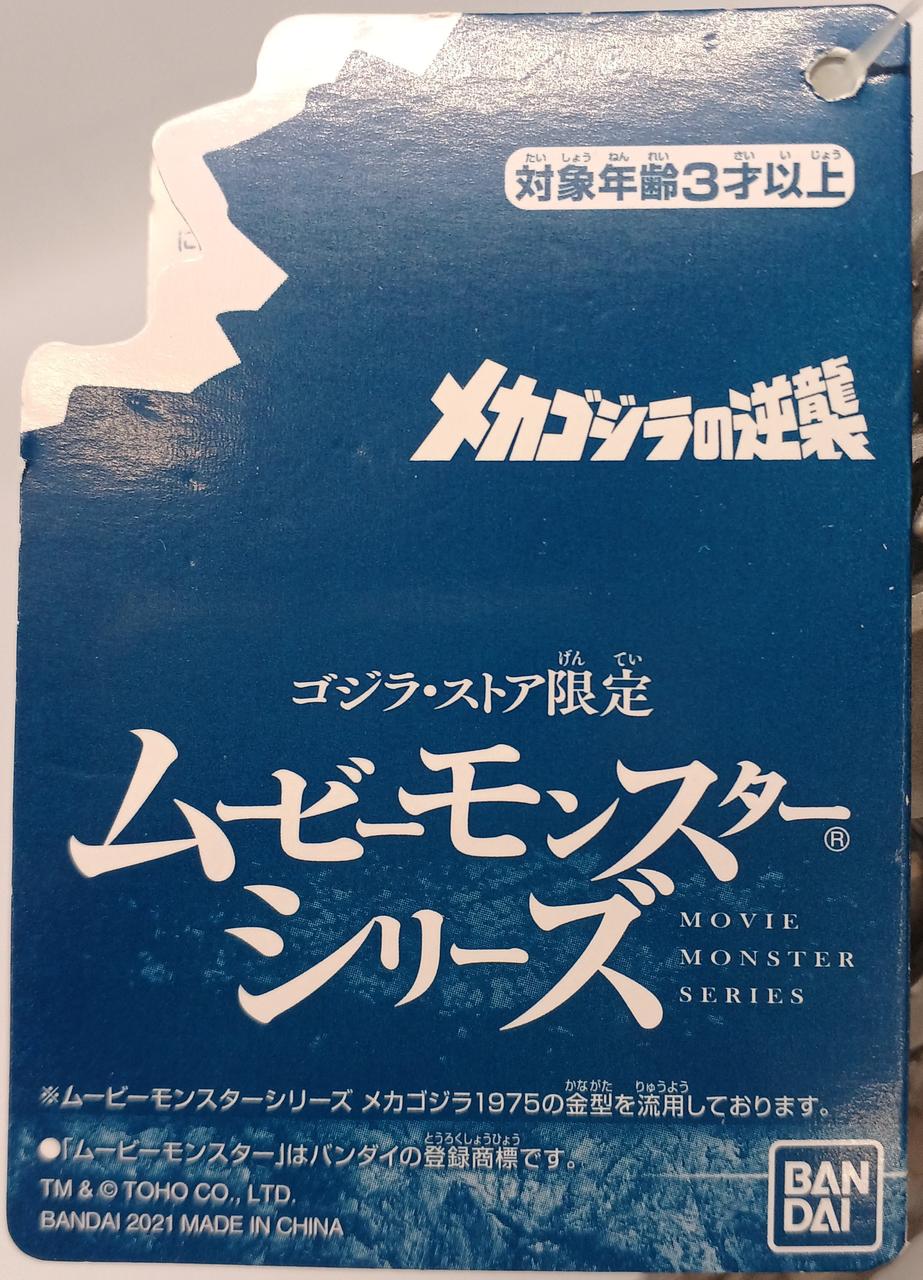 たいしょうねんれい さいいじょう
対象年齢3才以上
に
メカゴジラの逆襲
げんてい
ゴジラ・ストア限定
ムービーモンスター®
シリーズ
MOVIE
MONSTER
SERIES
かながた りゅうよう
※ムービーモンスターシリーズ メカゴジラ1975の金型を流用しております。
とうろくしょうひょう
●「ムービーモンスター」はバンダイの登録商標です。
TM & © TOHO CO., LTD.
BANDAI 2021 MADE IN CHINA
BAN
DAI